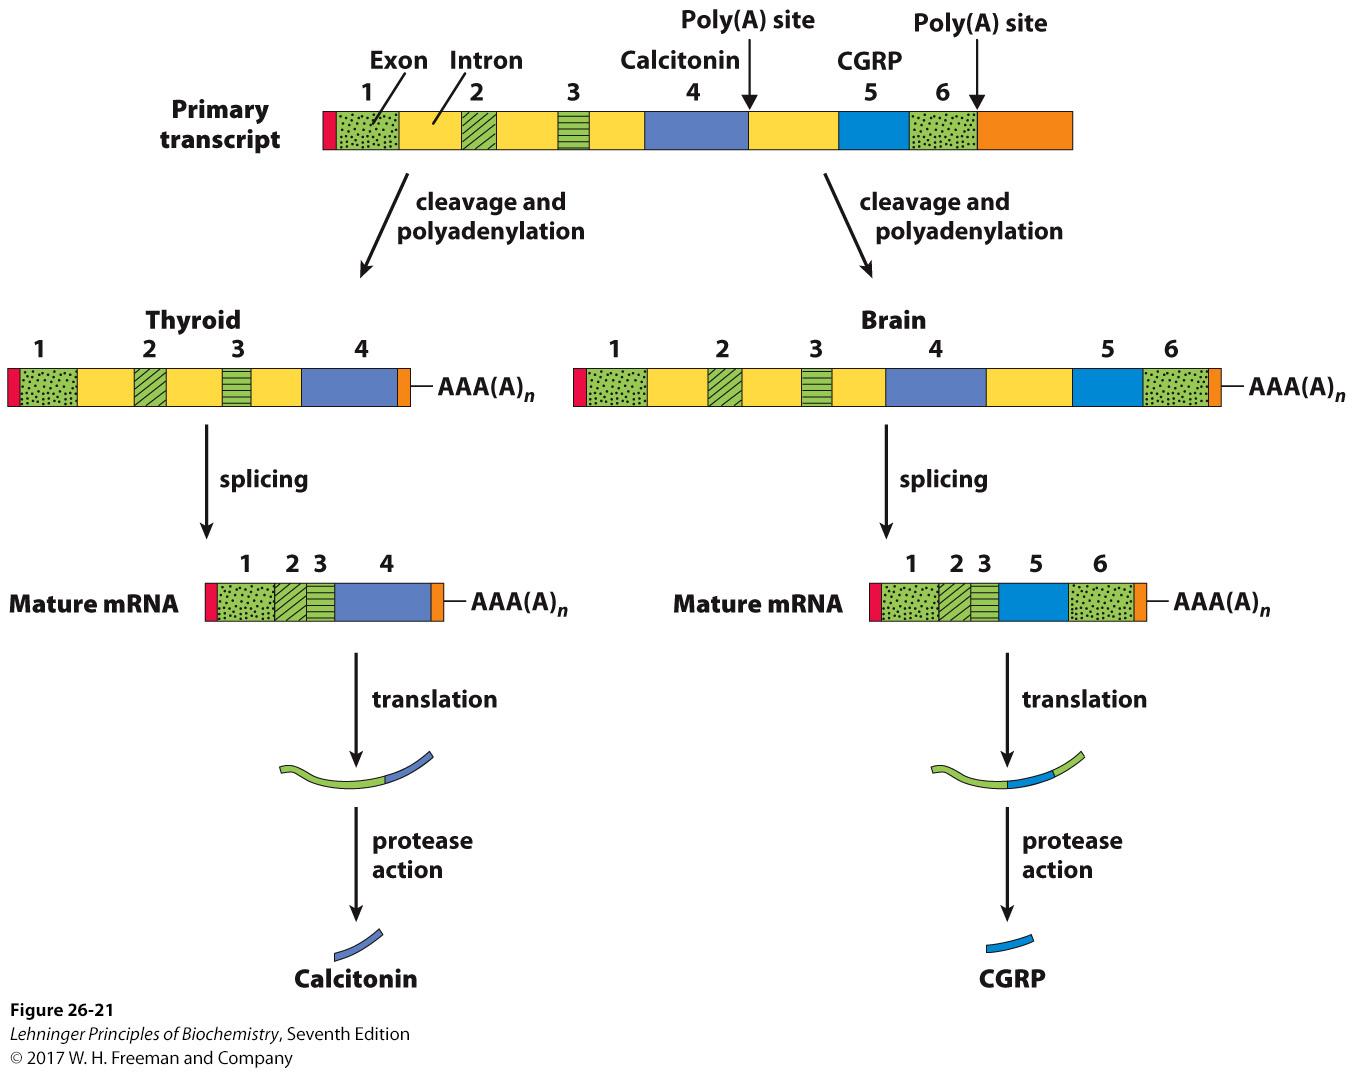 Poly(A) site
Poly(A) site
Exon Intron
Calcitonin
CGRP
1 2 3 4 5 6
Primary
transcript
cleavage and
polyadenylation
cleavage and
polyadenylation
Thyroid
1 2 3 4
AAA(A)n
Brain
1 2 3 4 5 6
AAA(A)n
splicing
splicing
1 2 3 4
Mature mRNA
AAA(A)n
1 2 3 5 6
Mature mRNA
AAA(A)n
translation
translation
protease
action
protease
action
Calcitonin
CGRP
Figure 26-21
Lehninger Principles of Biochemistry, Seventh Edition
© 2017 W. H. Freeman and Company